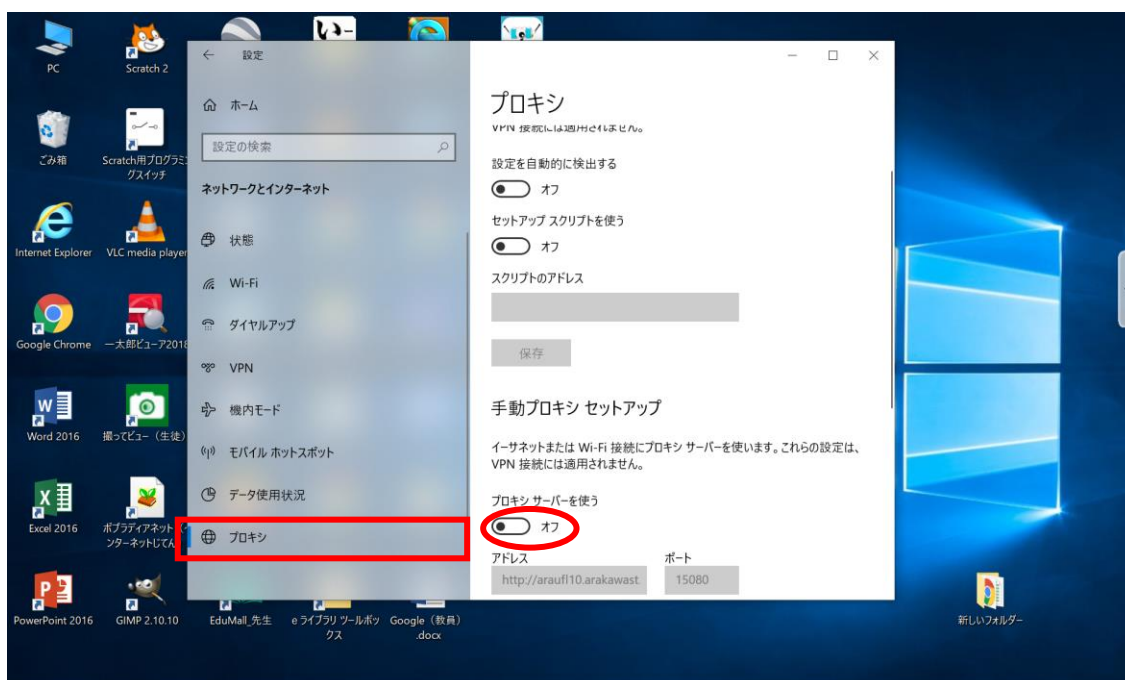 PC
Scratch 2
ごみ箱
Scratch用プログラミ
グスイッチ
Internet Explorer
VLC media player
Google Chrome
一太郎ビューア2018
Word 2016
撮ってビュー（生徒）
Excel 2016
ポプラディアネット
ンターネットじてん
PowerPoint 2016
GIMP 2.10.10
い-
設定
ホーム
設定の検索
ネットワークとインターネット
状態
Wi-Fi
ダイヤルアップ
VPN
機内モード
モバイル ホットスポット
データ使用状況
プロキシ
プロキシ
VPN 接続には適用されません。
設定を自動的に検出する
オフ
セットアップ スクリプトを使う
オフ
スクリプトのアドレス
保存
手動プロキシ セットアップ
イーサネットまたは Wi-Fi 接続にプロキシ サーバーを使います。これらの設定は、
VPN 接続には適用されません。
プロキシ サーバーを使う
オフ
アドレス
ポート
http://araufl10.arakawast
15080
EduMall_先生
e ライブラリ ツールボッ
クス
Google（教員）
.docx
新しいフォルダー